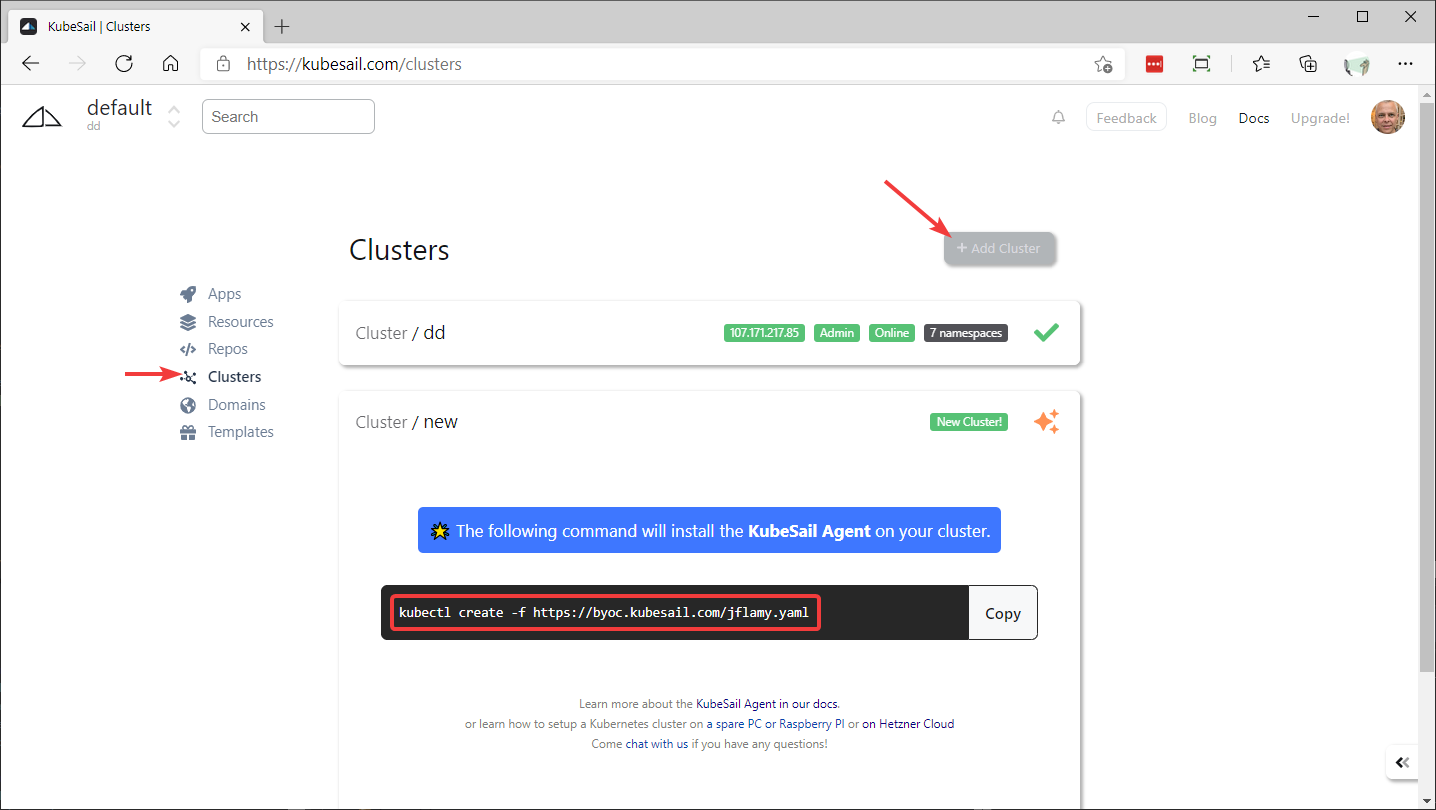 KubeSail | Clusters
https://kubesail.com/clusters
default
dd
Search
Feedback
Blog
Docs
Upgrade!
Clusters
+ Add Cluster
Apps
Resources
Repos
Clusters
Domains
Templates
Cluster / dd
107.171.217.85
Admin
Online
7 namespaces
Cluster / new
New Cluster!
The following command will install the KubeSail Agent on your cluster.
kubectl create -f https://byoc.kubesail.com/jflamy.yaml
Copy
Learn more about the KubeSail Agent in our docs.
or learn how to setup a Kubernetes cluster on a spare PC or Raspberry PI or on Hetzner Cloud
Come chat with us if you have any questions!